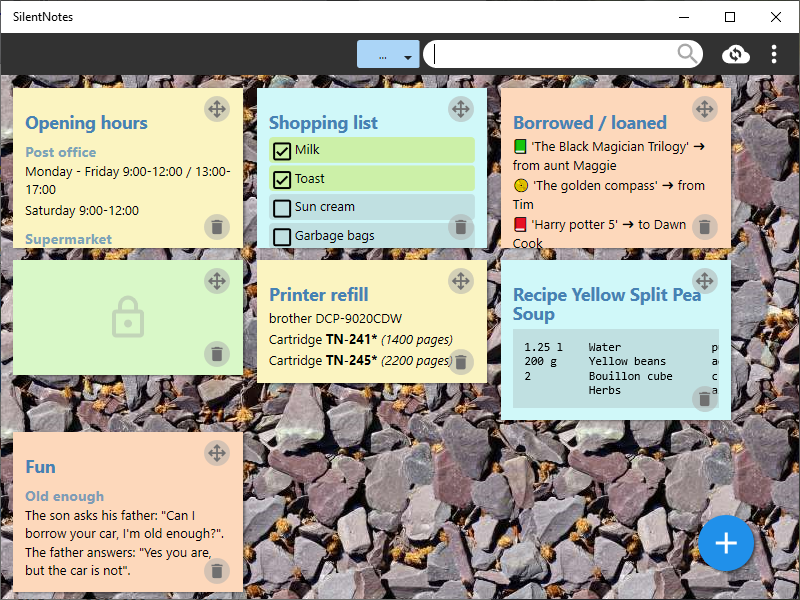 SilentNotes
...
Opening hours
Post office
Monday - Friday 9:00-12:00 / 13:00-
17:00
Saturday 9:00-12:00
Supermarket
Shopping list
Milk
Toast
Sun cream
Garbage bags
Borrowed / loaned
'The Black Magician Trilogy' →
from aunt Maggie
'The golden compass' → from
Tim
'Harry potter 5' → to Dawn
Cook
Printer refill
brother DCP-9020CDW
Cartridge TN-241* (1400 pages)
Cartridge TN-245* (2200 pages)
Recipe Yellow Split Pea
Soup
1.25 l Water
200 g Yellow beans
2 Bouillon cube
Herbs
Fun
Old enough
The son asks his father: "Can I
borrow your car, I'm old enough?".
The father answers: "Yes you are,
but the car is not".